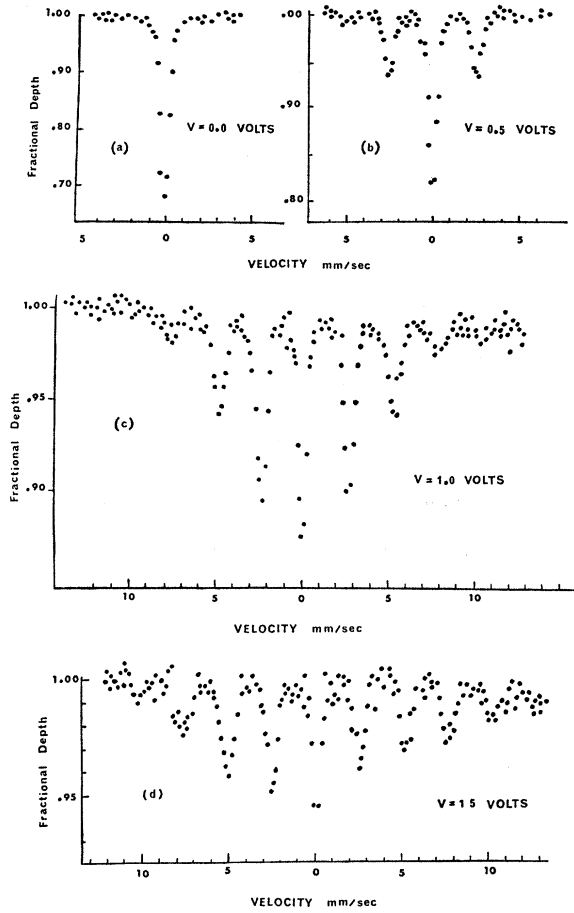 1.00
.90
.80
.70
Fractional Depth
(a)
V = 0.0 VOLTS
5 0 5
.00
.90
.80
(b)
V = 0.5 VOLTS
5 0 5
VELOCITY mm/sec
1.00
.95
.90
Fractional Depth
(c)
V = 1.0 VOLTS
10 0 5 10
VELOCITY mm/sec
1.00
.95
Fractional Depth
(d)
V = 1 5 VOLTS
10 5 0 5 10
VELOCITY mm/sec